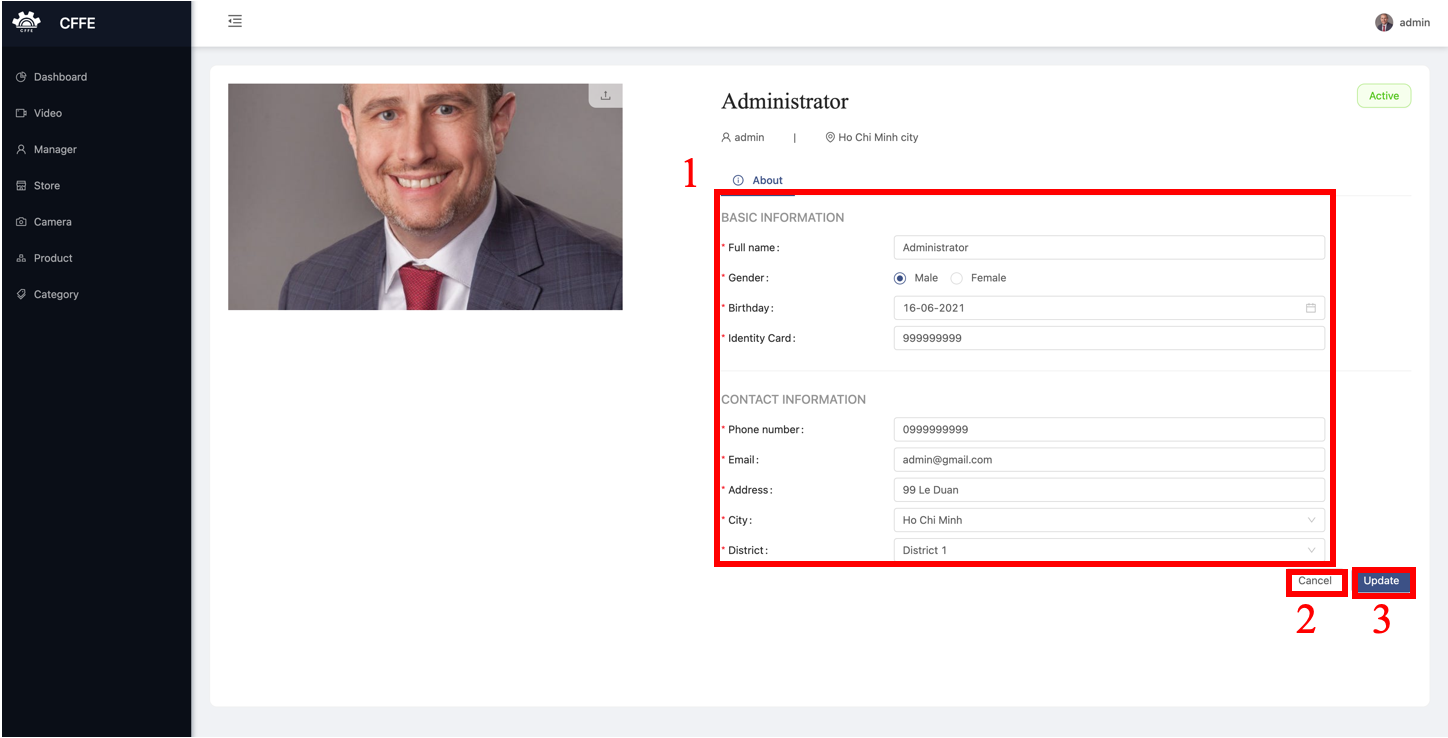 CFFE
CFFE
admin
Dashboard
Video
Manager
Store
Camera
Product
Category
Administrator
Active
admin | Ho Chi Minh city
1
About
BASIC INFORMATION
* Full name: Administrator
* Gender: Male Female
* Birthday: 16-06-2021
* Identity Card: 999999999
CONTACT INFORMATION
* Phone number: 0999999999
* Email: admin@gmail.com
* Address: 99 Le Duan
* City: Ho Chi Minh
* District: District 1
Cancel Update
2 3